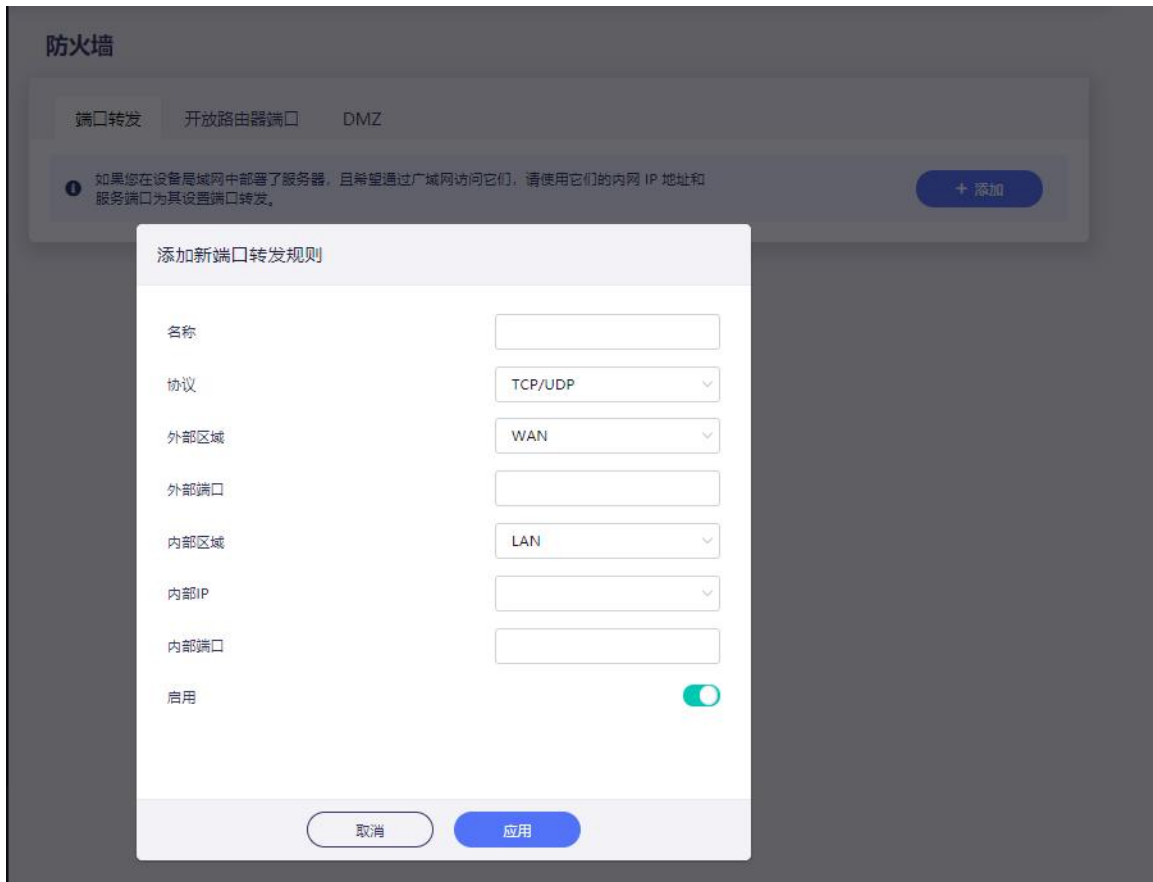 防火墙
端口转发 开放路由器端口 DMZ
如果您在设备局域网中部署了服务器，且希望通过广域网访问它们，请使用它们的内网 IP 地址和
服务端口为其设置端口转发。
+ 添加
添加新端口转发规则
名称
协议 TCP/UDP
外部区域 WAN
外部端口
内部区域 LAN
内部IP
内部端口
启用
取消 应用